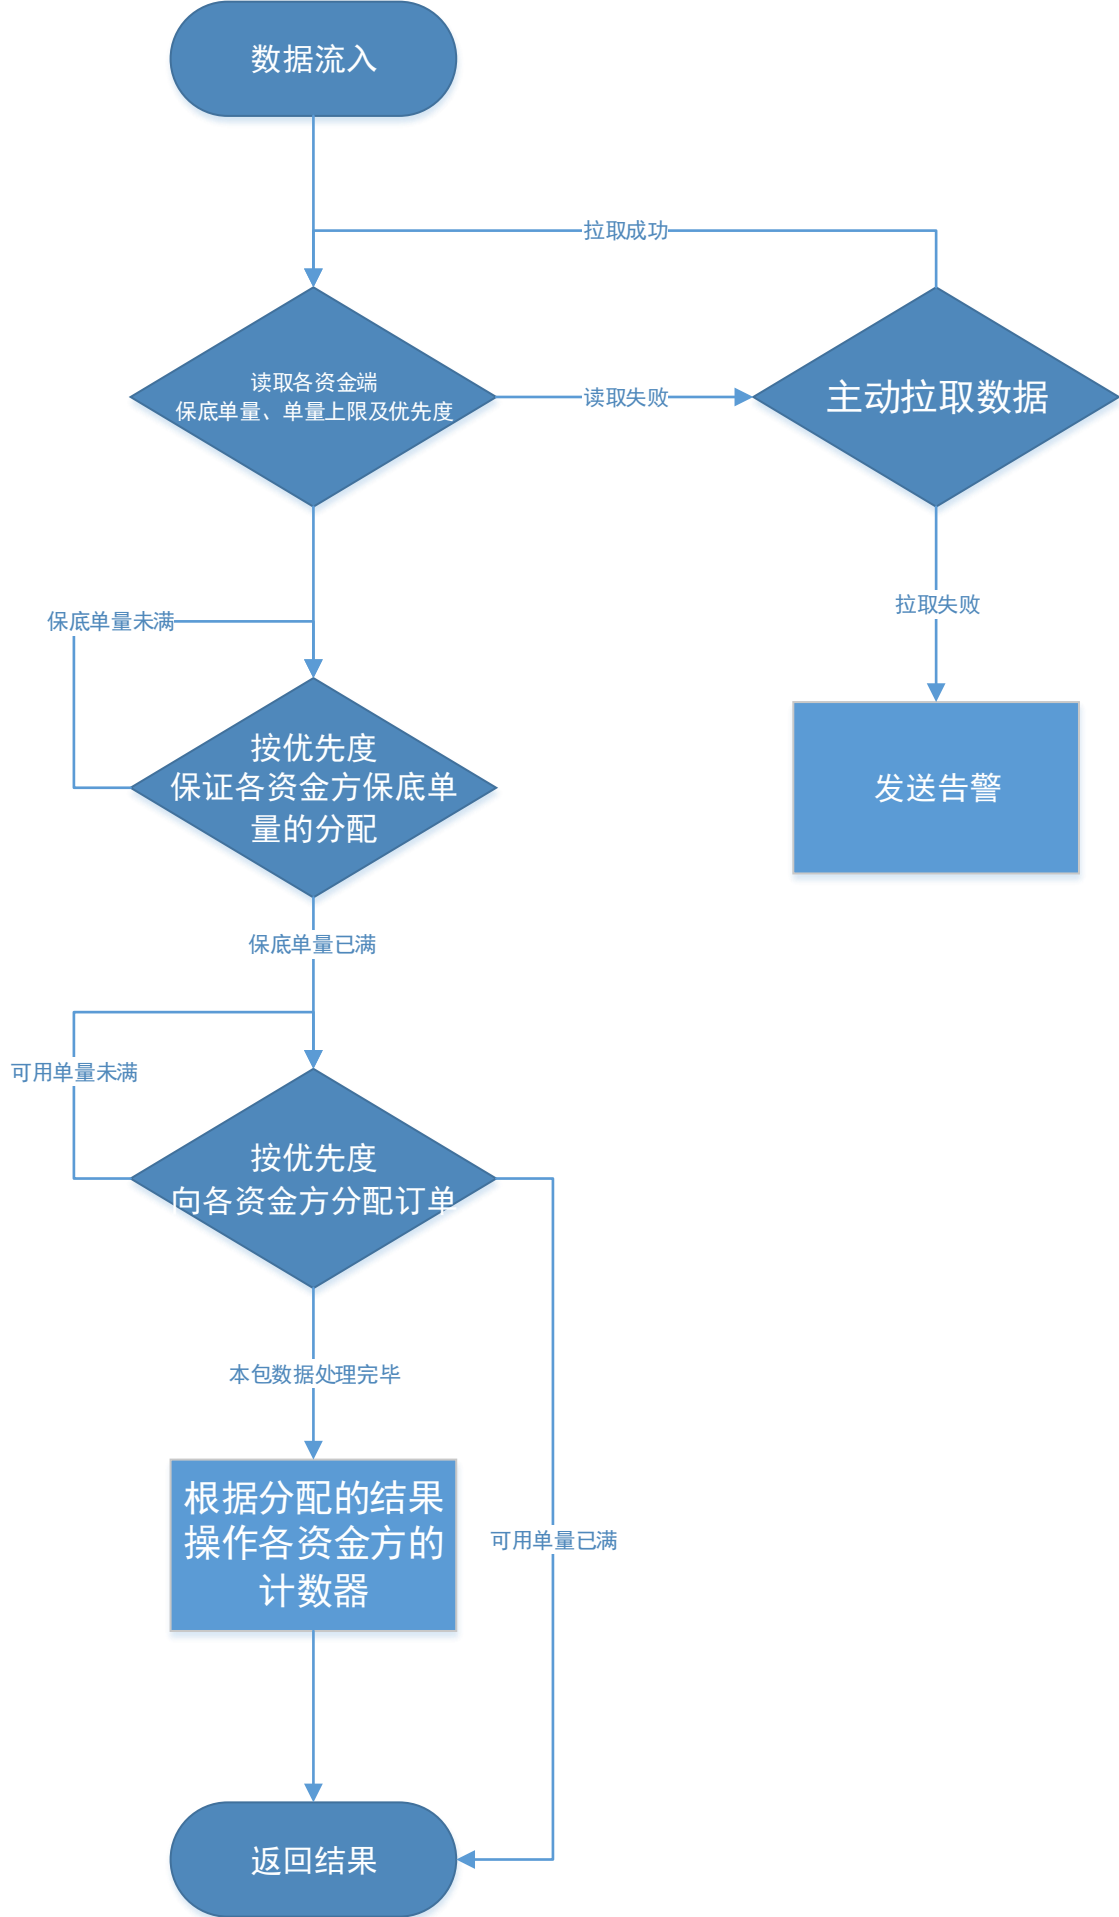 数据流入
拉取成功
读取各资金端
保底单量、单量上限及优先度
读取失败
主动拉取数据
拉取失败
保底单量未满
按优先度
保证各资金方保底单
量的分配
发送告警
保底单量已满
可用单量未满
按优先度
向各资金方分配订单
本包数据处理完毕
根据分配的结果
操作各资金方的
计数器
可用单量已满
返回结果